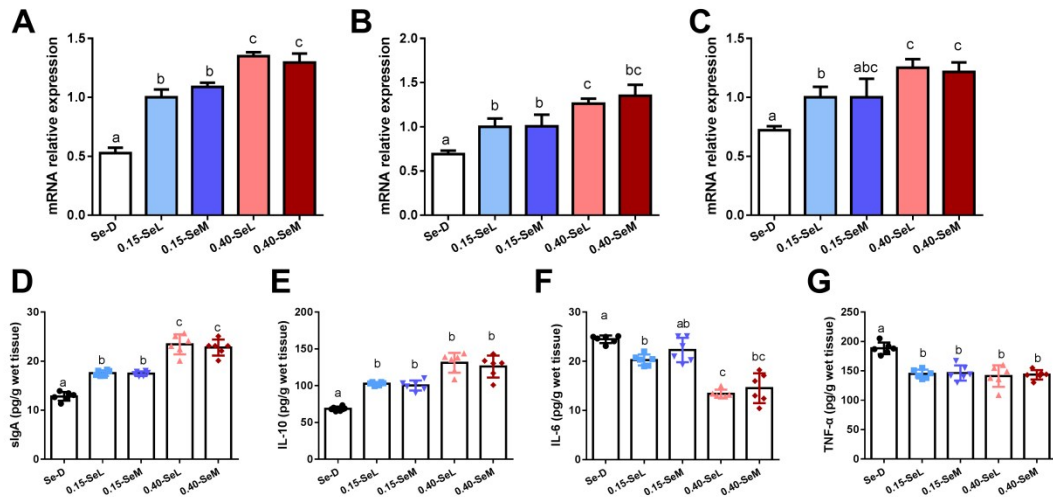 A
mRNA relative expression
1.5
1.0
0.5
0.0
a
b
b
c
c
Se-D
0.15-SeL
0.15-SeM
0.40-SeL
0.40-SeM
B
mRNA relative expression
2.0
1.5
1.0
0.5
0.0
a
b
b
c
bc
Se-D
0.15-SeL
0.15-SeM
0.40-SeL
0.40-SeM
C
mRNA relative expression
1.5
1.0
0.5
0.0
a
b
abc
c
c
Se-D
0.15-SeL
0.15-SeM
0.40-SeL
0.40-SeM
D
sIgA (pg/g wet tissue)
30
20
10
0
a
b
b
c
c
Se-D
0.15-SeL
0.15-SeM
0.40-SeL
0.40-SeM
E
IL-10 (pg/g wet tissue)
200
150
100
50
0
a
b
b
b
b
Se-D
0.15-SeL
0.15-SeM
0.40-SeL
0.40-SeM
F
IL-6 (pg/g wet tissue)
30
20
10
0
a
b
ab
c
bc
Se-D
0.15-SeL
0.15-SeM
0.40-SeL
0.40-SeM
G
TNF-α (pg/g wet tissue)
250
200
150
100
50
0
a
b
b
b
b
Se-D
0.15-SeL
0.15-SeM
0.40-SeL
0.40-SeM